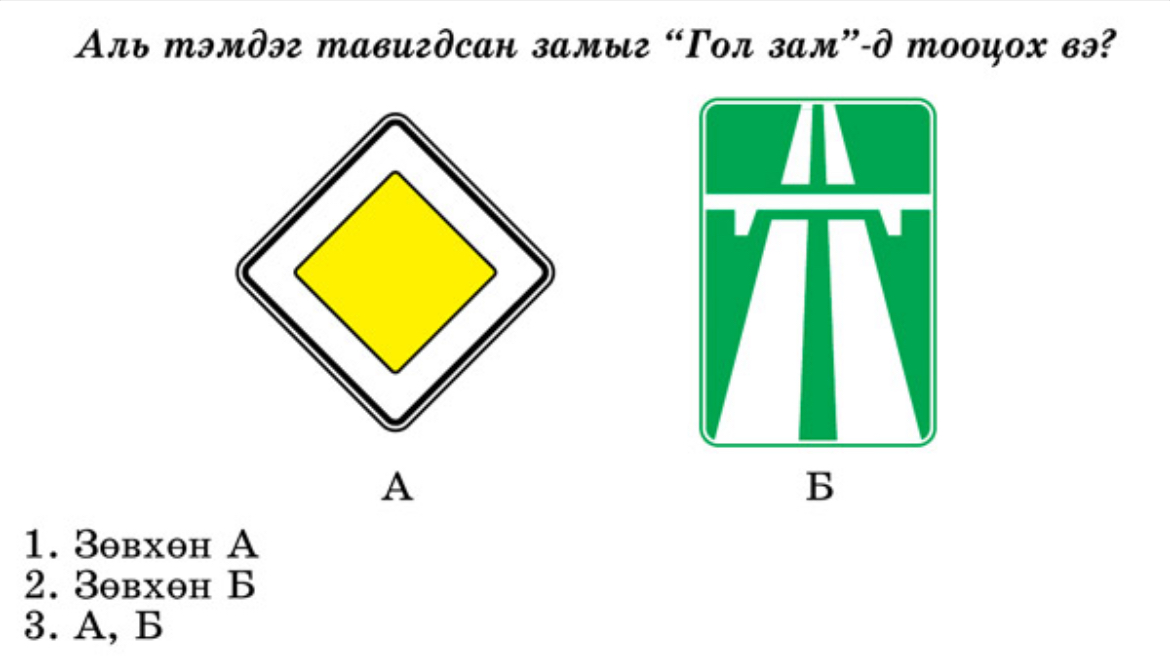 Аль тэмдэг тавигдсан замыг “Гол зам”-д тооцох вэ?
А
Б
1. Зөвхөн А
2. Зөвхөн Б
3. А, Б